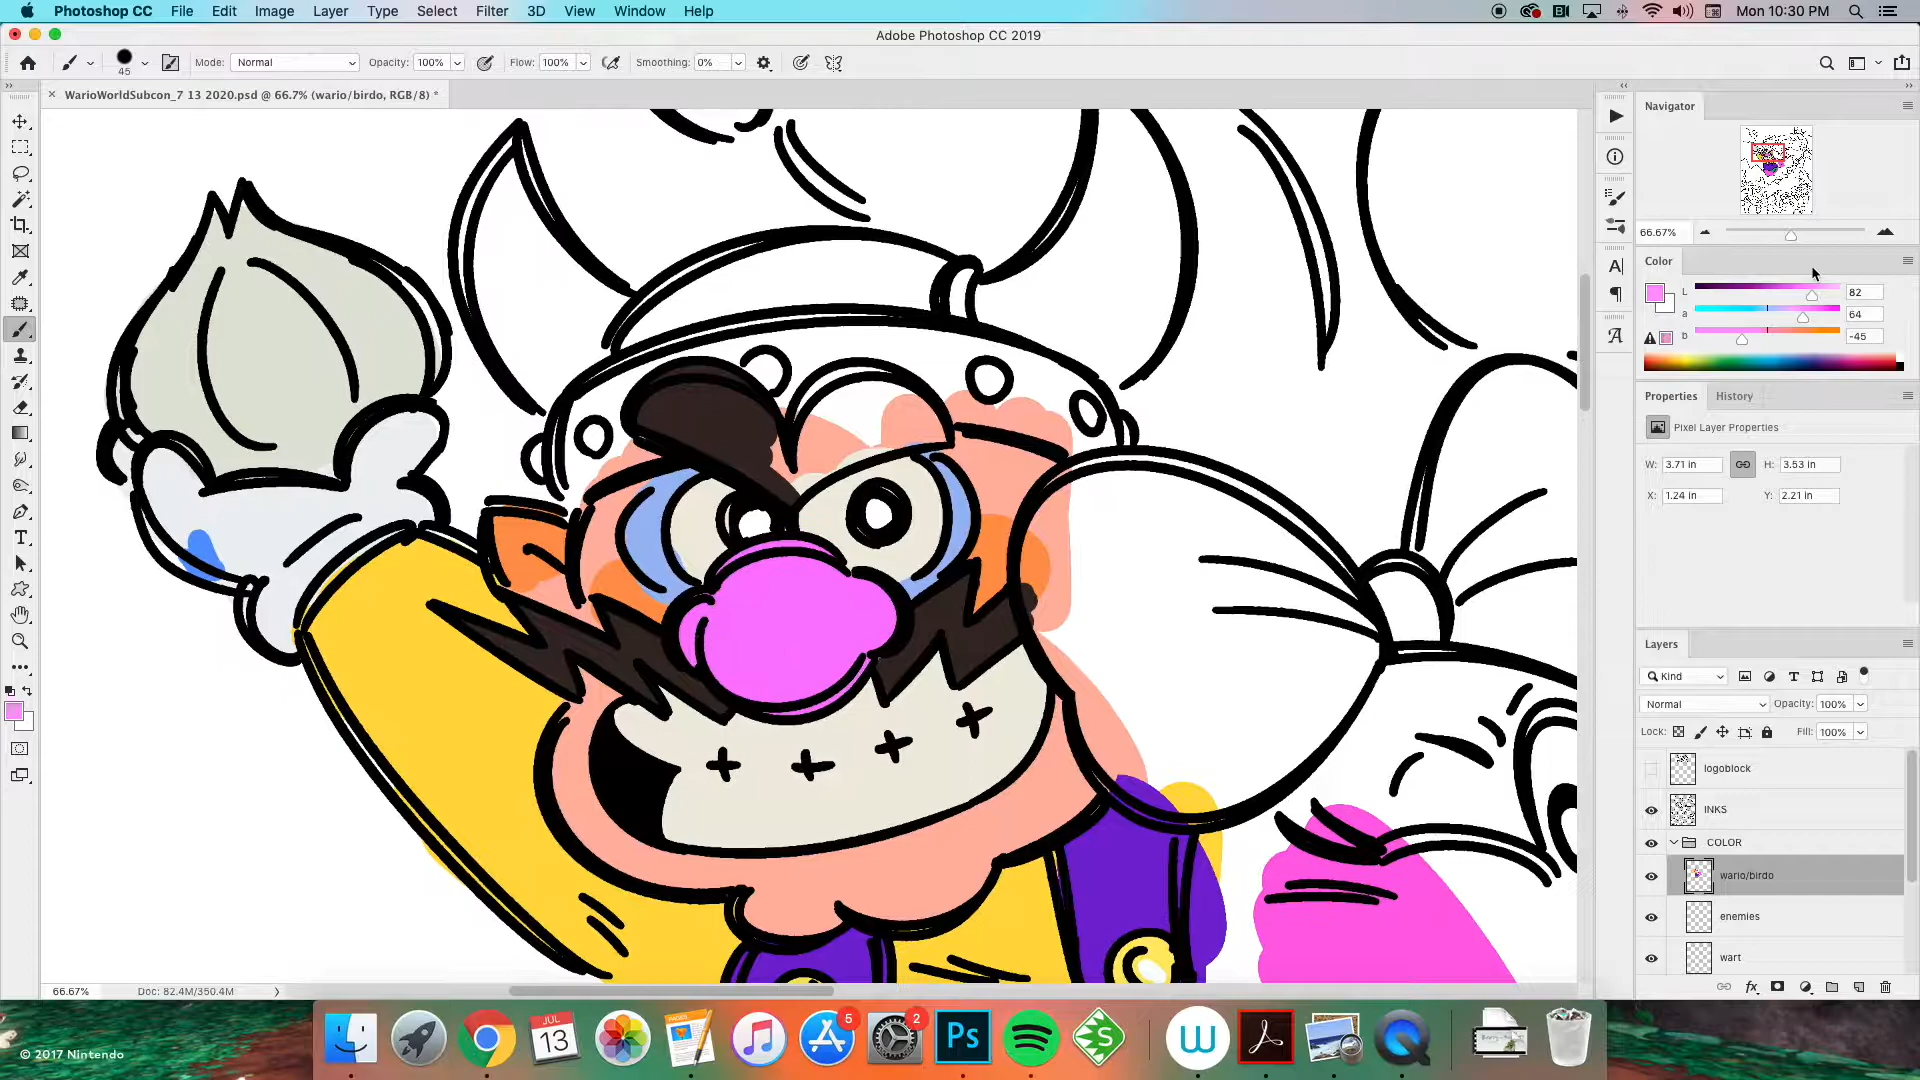 Photoshop CC File Edit Image Layer Type Select Filter 3D View Window Help Mon 10:30 PM
Adobe Photoshop CC 2019
45 Mode: Normal Opacity: 100% Flow: 100% Smoothing: 0%
WarioWorldSubcon_7 13 2020.psd @ 66.7% (wario/birdo, RGB/8) *
Navigator
66.67%
Color
L 82
a 64
b -45
Properties History
Pixel Layer Properties
W: 3.71 in H: 3.53 in
X: 1.24 in Y: 2.21 in
Layers
Kind
Normal Opacity: 100%
Lock: Fill: 100%
logoblock
INKS
COLOR
wario/birdo
enemies
wart
66.67% Doc: 82.4M/350.4M
JUL
13
PAGES
5
2
Ps
© 2017 Nintendo